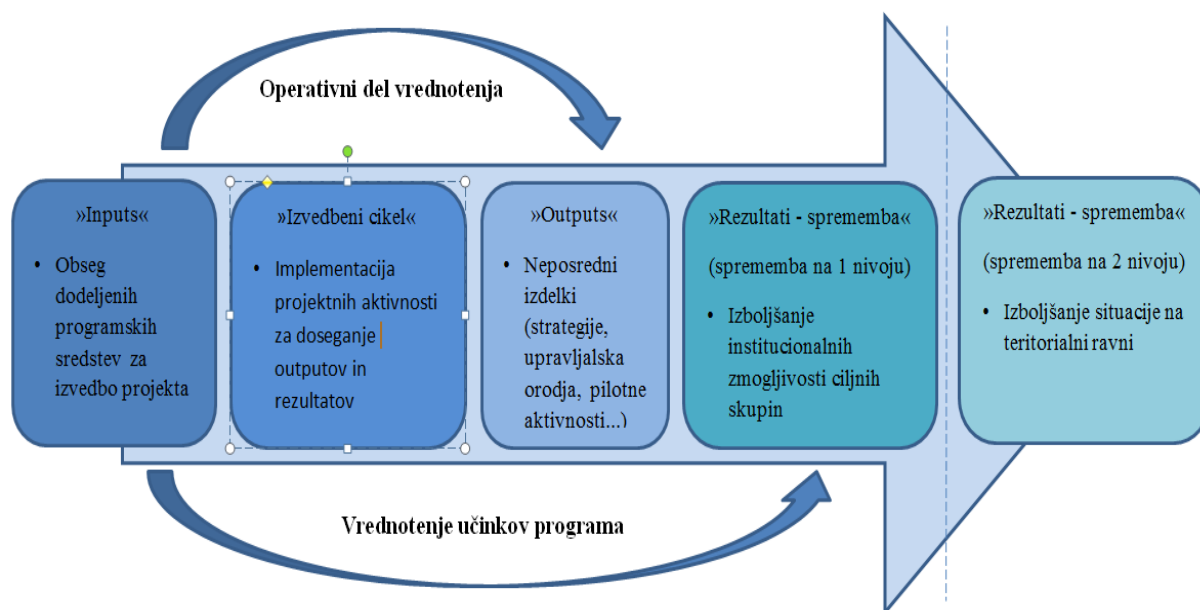 Operativni del vrednotenja
»Inputs«
• Obseg
dodeljenih
programskih
sredstev za
izvedbo projekta
»Izvedbeni cikel«
• Implementacija
projektnih aktivnosti
za doseganje
outputov in
rezultatov
»Outputs«
• Neposredni
izdelki
(strategije,
upravljalska
orodja, pilotne
aktivnosti...)
»Rezultati - sprememba«
(sprememba na 1 nivoju)
• Izboljšanje
institucionalnih
zmogljivosti ciljnih
skupin
»Rezultati - sprememba«
(sprememba na 2 nivoju)
• Izboljšanje situacije na
teritorialni ravni
Vrednotenje učinkov programa